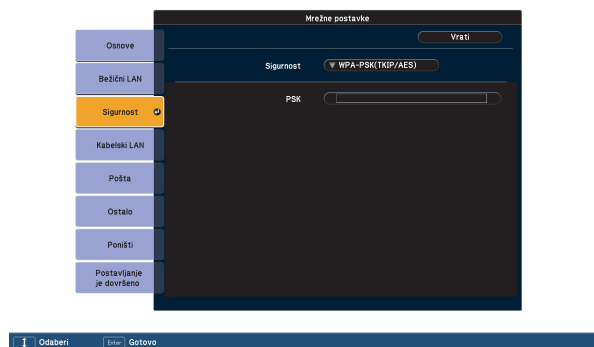 Mrežne postavke
Vrati
Osnove
Bežični LAN
Sigurnost
Kabelski LAN
Pošta
Ostalo
Poništi
Postavljanje
je dovršeno
Sigurnost
WPA-PSK(TKIP/AES)
PSK
Odaberi
Enter Gotovo